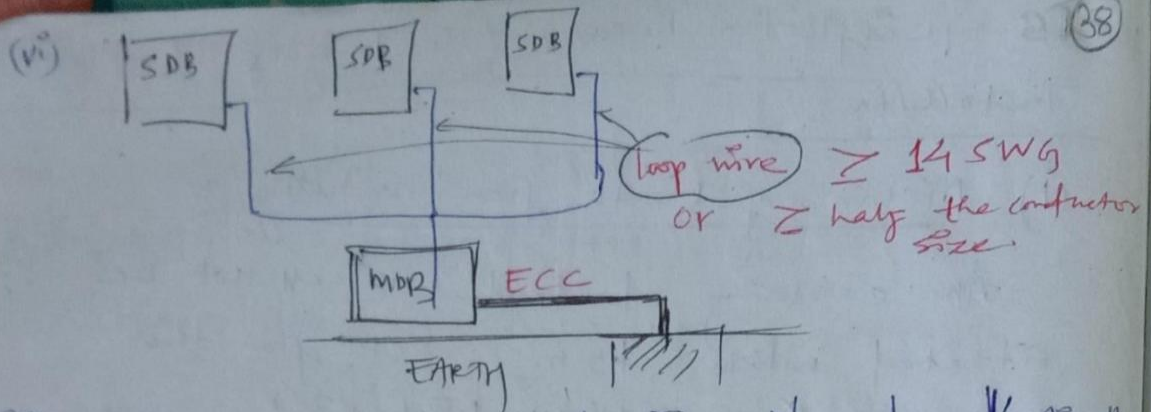 38
(vi)
SDB
SDB
SDB
loop wire ≥ 14 SWG
or ≥ half the conductor
size.
MDB
ECC
EARTH